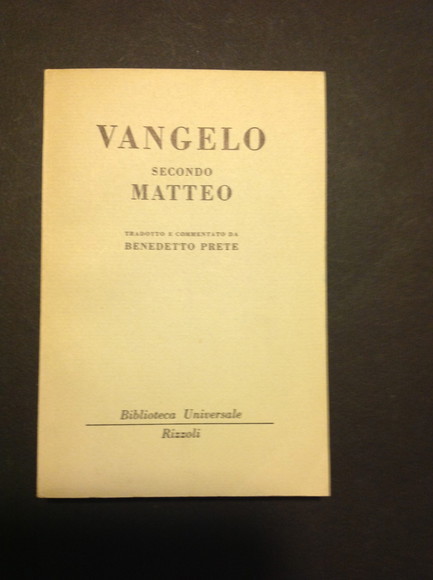 VANGELO
SECONDO
MATTEO
TRADOTTO E COMMENTATO DA
BENEDETTO PRETE
Biblioteca Universale
Rizzoli